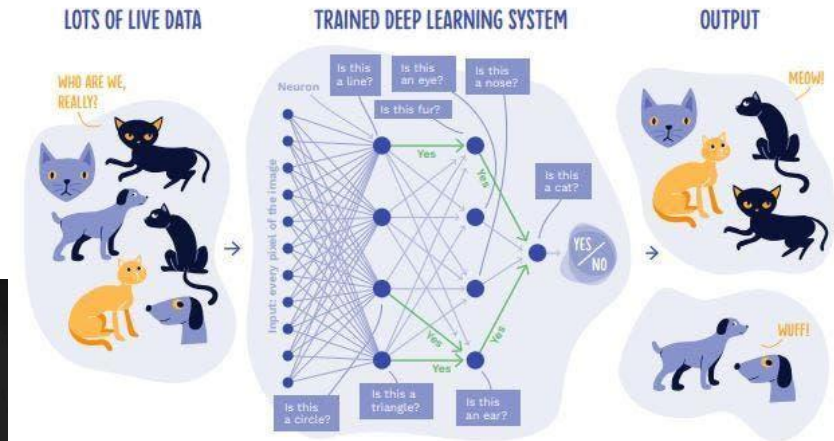 LOTS OF LIVE DATA
TRAINED DEEP LEARNING SYSTEM
OUTPUT
WHO ARE WE,
REALLY?
Neuron
Is this
a line?
Is this
an eye?
Is this
a nose?
Is this fur?
Input: every pixel of the image
Yes
Yes
Yes
Yes
Yes
Is this
a cat?
YES/
NO
Is this
a circle?
Is this a
triangle?
Is this
an ear?
MEOW!
WUFF!